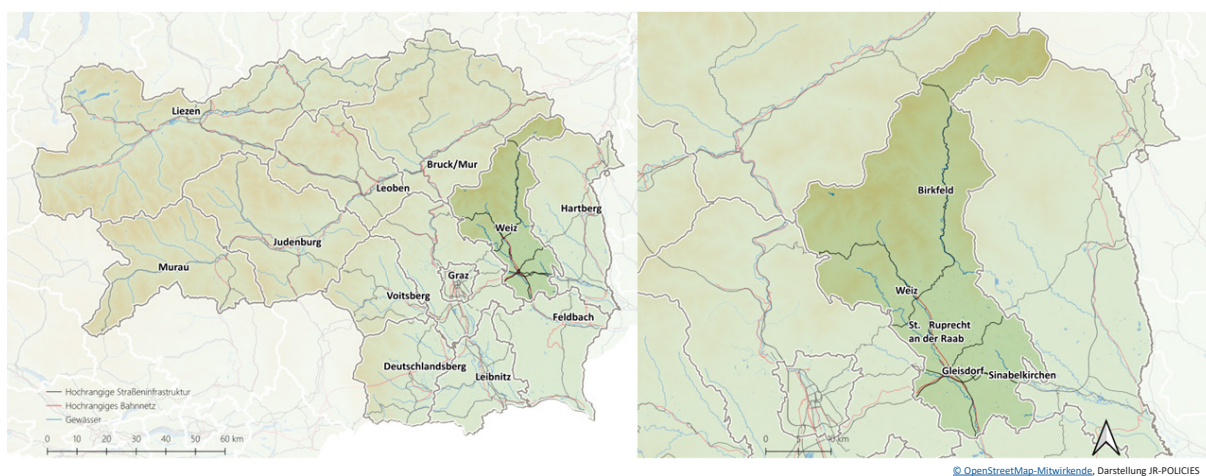 Liezen
Bruck/Mur
Leoben
Hartberg
Weiz
Judenburg
Murau
Graz
Voitsberg
Feldbach
Deutschlandsberg
Leibnitz
Hochrangige Straßeninfrastruktur
Hochrangiges Bahnnetz
Gewässer
0 10 20 30 40 50 60 km
Birkfeld
Weiz
St. Ruprecht
an der Raab
Gleisdorf
Sinabelkirchen
0 10 km
© OpenStreetMap-Mitwirkende, Darstellung JR-POLICIES